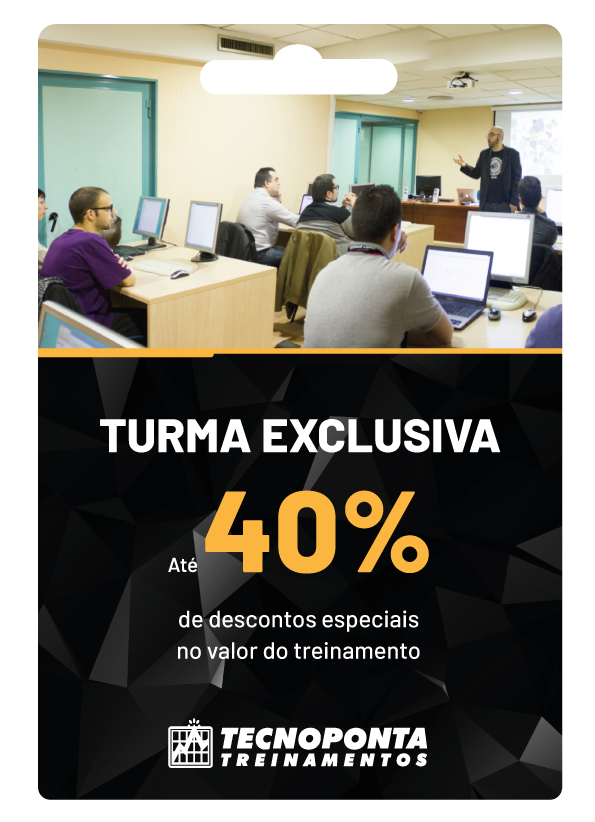 TURMA EXCLUSIVA
Até 40%
de descontos especiais
no valor do treinamento
TECNOPONTA
TREINAMENTOS